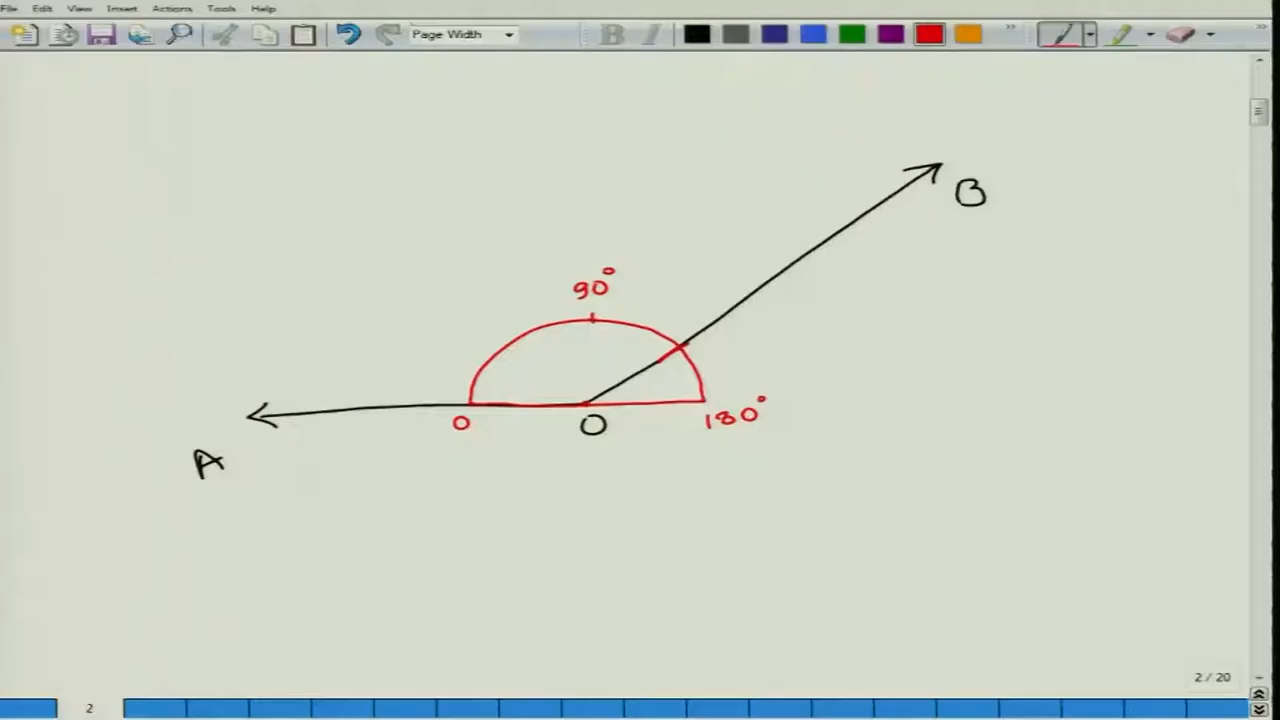 File Edit View Insert Actions Tools Help
Page Width B I
B
90°
0 O 180°
A
2 / 20
2